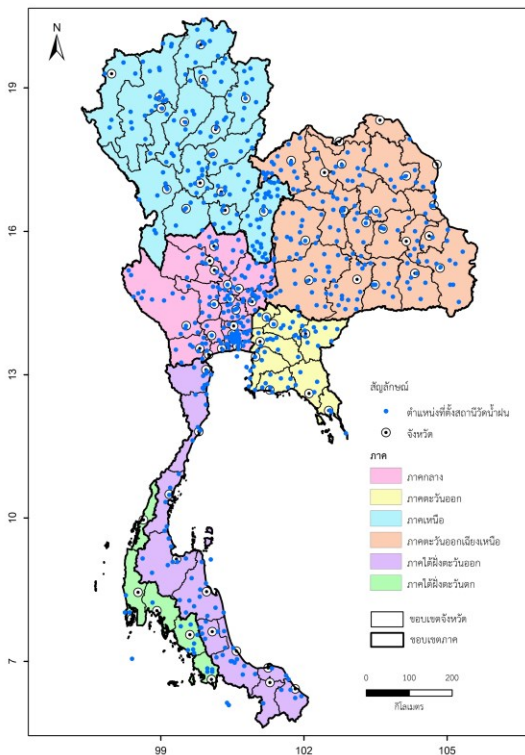 N
19
16
13
10
7
99
102
105
สัญลักษณ์
ตำแหน่งที่ตั้งสถานีวัดน้ำฝน
จังหวัด
ภาค
ภาคกลาง
ภาคตะวันออก
ภาคเหนือ
ภาคตะวันออกเฉียงเหนือ
ภาคใต้ฝั่งตะวันออก
ภาคใต้ฝั่งตะวันตก
ขอบเขตจังหวัด
ขอบเขตภาค
0 100 200
กิโลเมตร